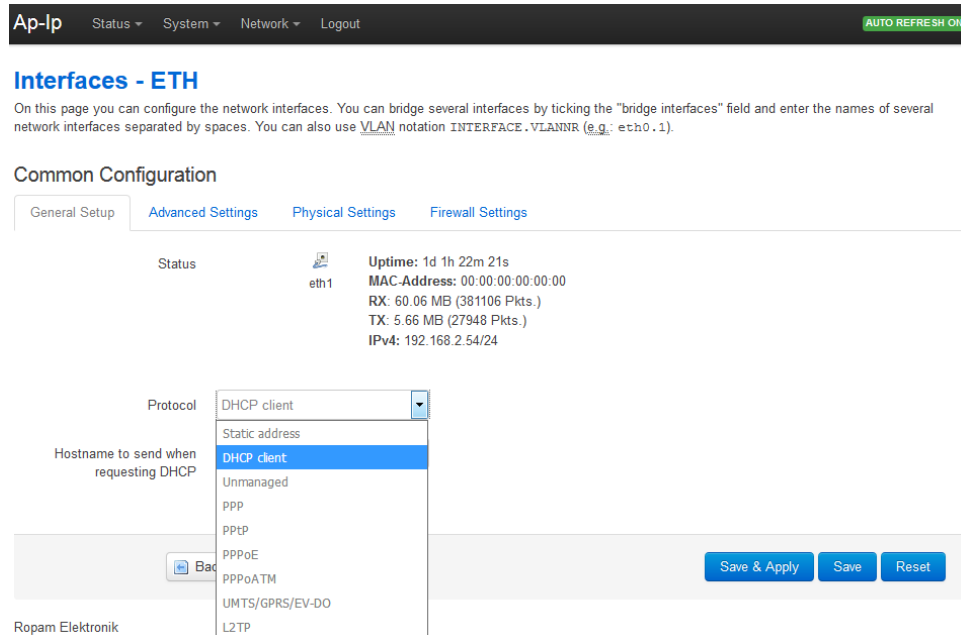 Ap-Ip Status System Network Logout AUTO REFRESH ON
Interfaces - ETH
On this page you can configure the network interfaces. You can bridge several interfaces by ticking the "bridge interfaces" field and enter the names of several
network interfaces separated by spaces. You can also use VLAN notation INTERFACE.VLANNR (e.g.: eth0.1).
Common Configuration
General Setup Advanced Settings Physical Settings Firewall Settings
Status
eth1
Uptime: 1d 1h 22m 21s
MAC-Address: 00:00:00:00:00:00
RX: 60.06 MB (381106 Pkts.)
TX: 5.66 MB (27948 Pkts.)
IPv4: 192.168.2.54/24
Protocol DHCP client
Static address
DHCP client
Unmanaged
PPP
PPtP
PPPoE
PPPoATM
UMTS/GPRS/EV-DO
L2TP
Hostname to send when
requesting DHCP
Bac
Save & Apply Save Reset
Ropam Elektronik